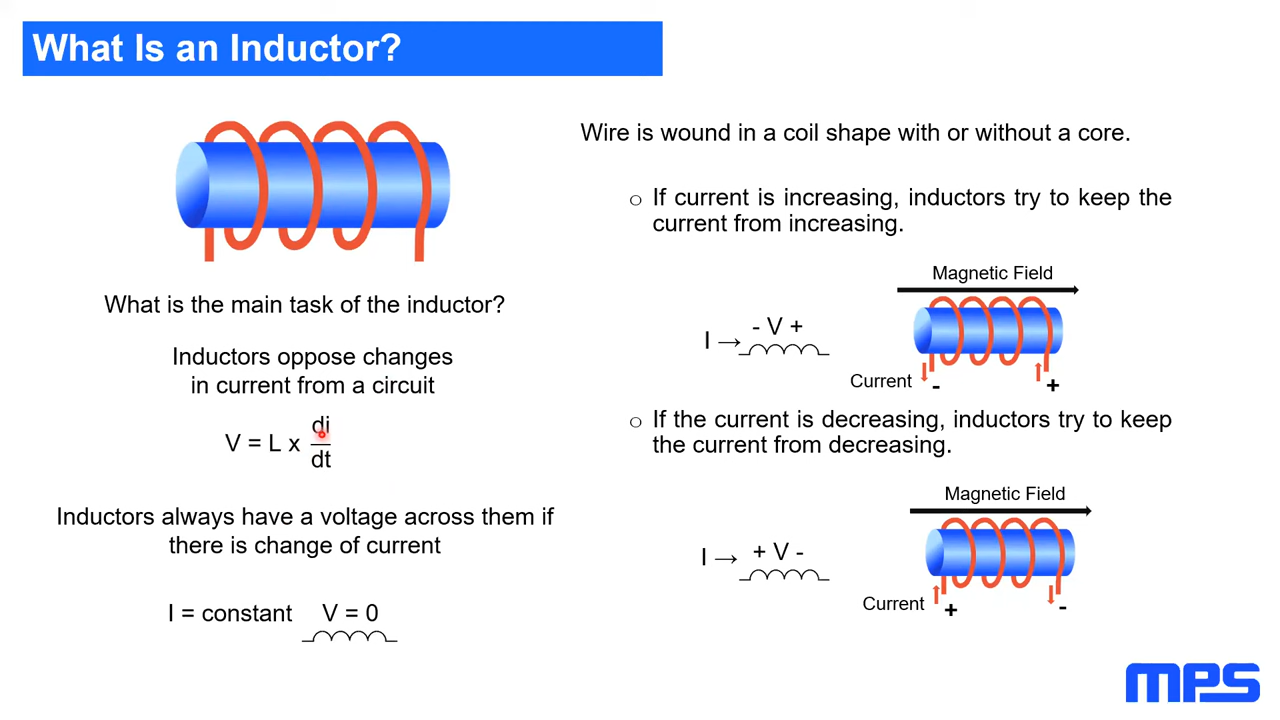 What Is an Inductor?
What is the main task of the inductor?
Inductors oppose changes
in current from a circuit
V = L x di
dt
Inductors always have a voltage across them if
there is change of current
I = constant V = 0
Wire is wound in a coil shape with or without a core.
If current is increasing, inductors try to keep the
current from increasing.
Magnetic Field
I → - V +
Current - +
If the current is decreasing, inductors try to keep
the current from decreasing.
Magnetic Field
I → + V -
Current + -
mPS